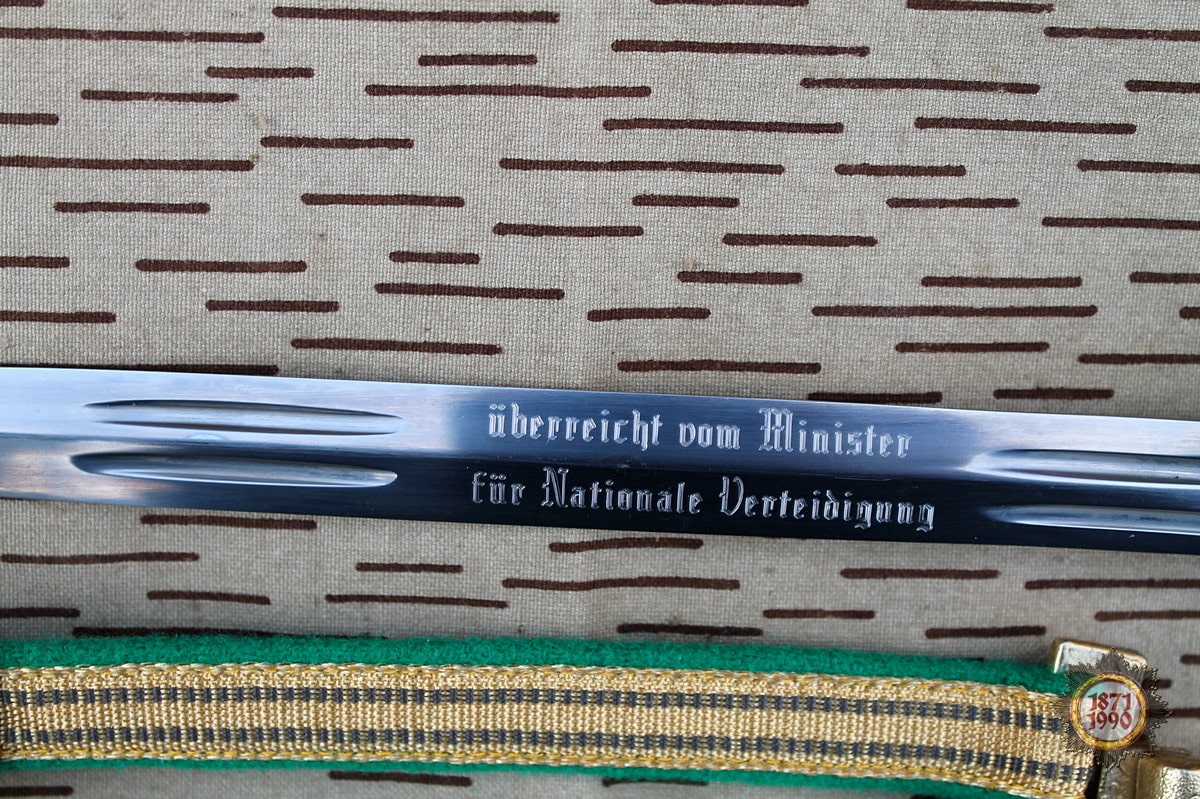 überreicht vom Minister
für Nationale Verteidigung
1871
1990